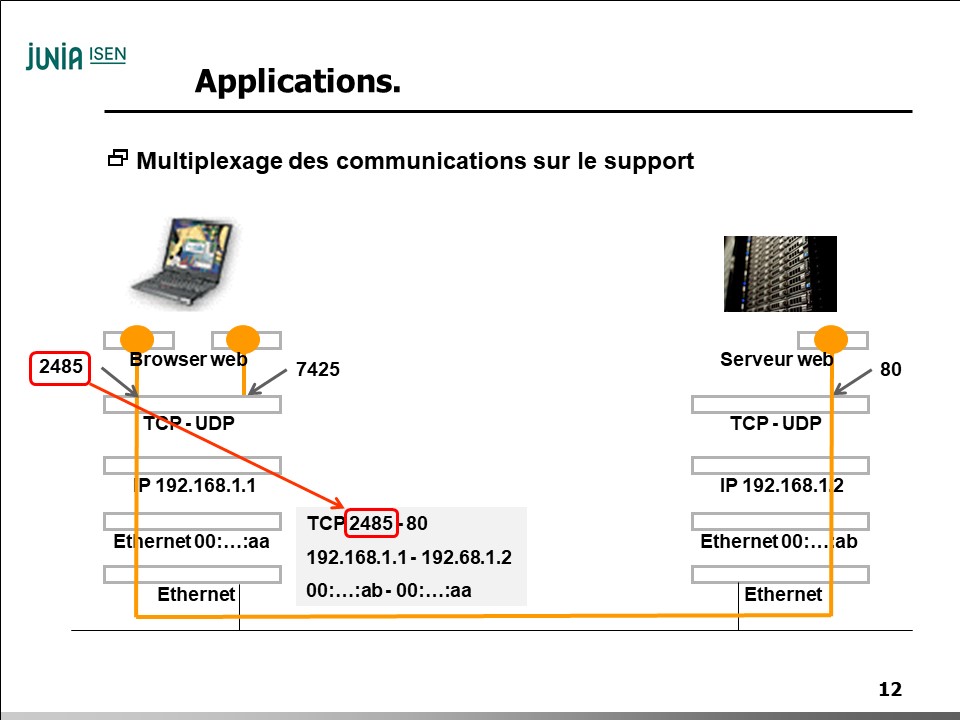 JUNIA ISEN
Applications.
Multiplexage des communications sur le support
Browser web
Serveur web
2485
7425
80
TCP - UDP
TCP - UDP
IP 192.168.1.1
IP 192.168.1.2
TCP 2485 - 80
192.168.1.1 - 192.68.1.2
00:...:ab - 00:...:aa
Ethernet 00:...:aa
Ethernet 00:...:ab
Ethernet
Ethernet
12